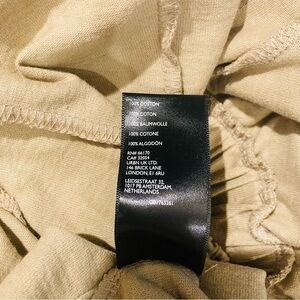 100% COTTON
100% COTON
100% BAUMWOLLE
100% COTONE
100% ALGODÓN
RN# 66170
CA# 32054
URBN UK LTD.
146 BRICK LANE
LONDON, E1 6RU
LEIDSESTRAAT 32,
1017 PB AMSTERDAM,
NETHERLANDS